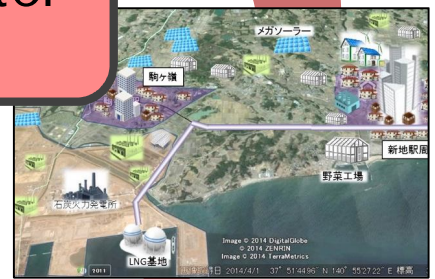 メガソーラー
駒ヶ嶺
新地駅周
野菜工場
石炭火力発電所
LNG基地
Image © 2014 DigitalGlobe
© 2014 ZENRIN
Image © 2014 TerraMetrics
2011
2014/4/1 37° 51'44.96" N 140° 55'27.22" E 標高